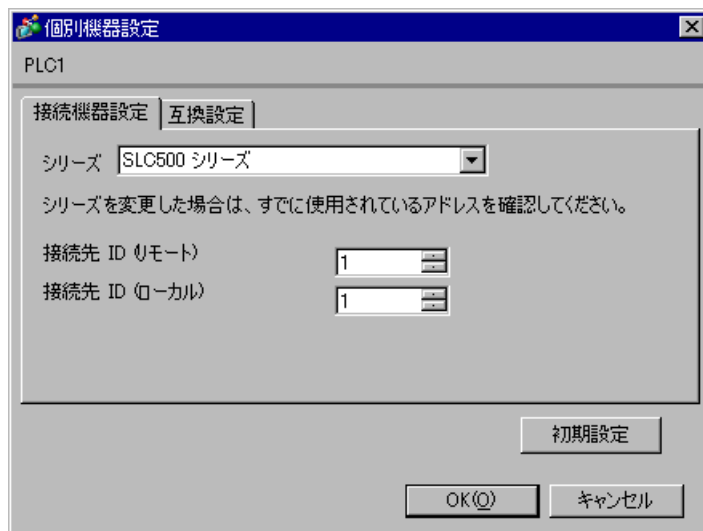 個別機器設定
PLC1
接続機器設定 互換設定
シリーズ SLC500 シリーズ
シリーズを変更した場合は、すでに使用されているアドレスを確認してください。
接続先 ID (リモート) 1
接続先 ID (ローカル) 1
初期設定
OK(O) キャンセル